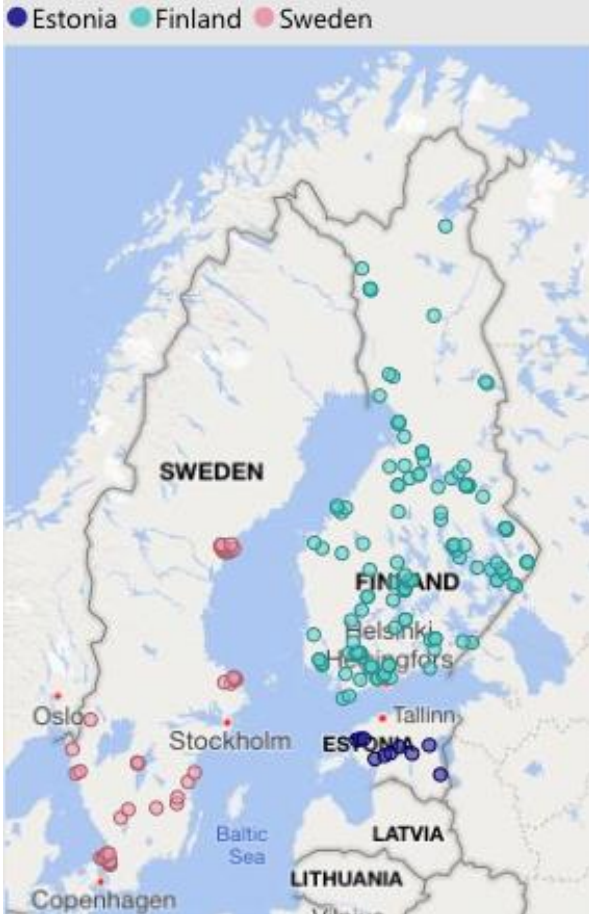 Estonia Finland Sweden
SWEDEN
FINLAND
Helsinki
Helsingfors
Oslo
Stockholm
Tallinn
ESTONIA
Baltic
Sea
LATVIA
LITHUANIA
Copenhagen